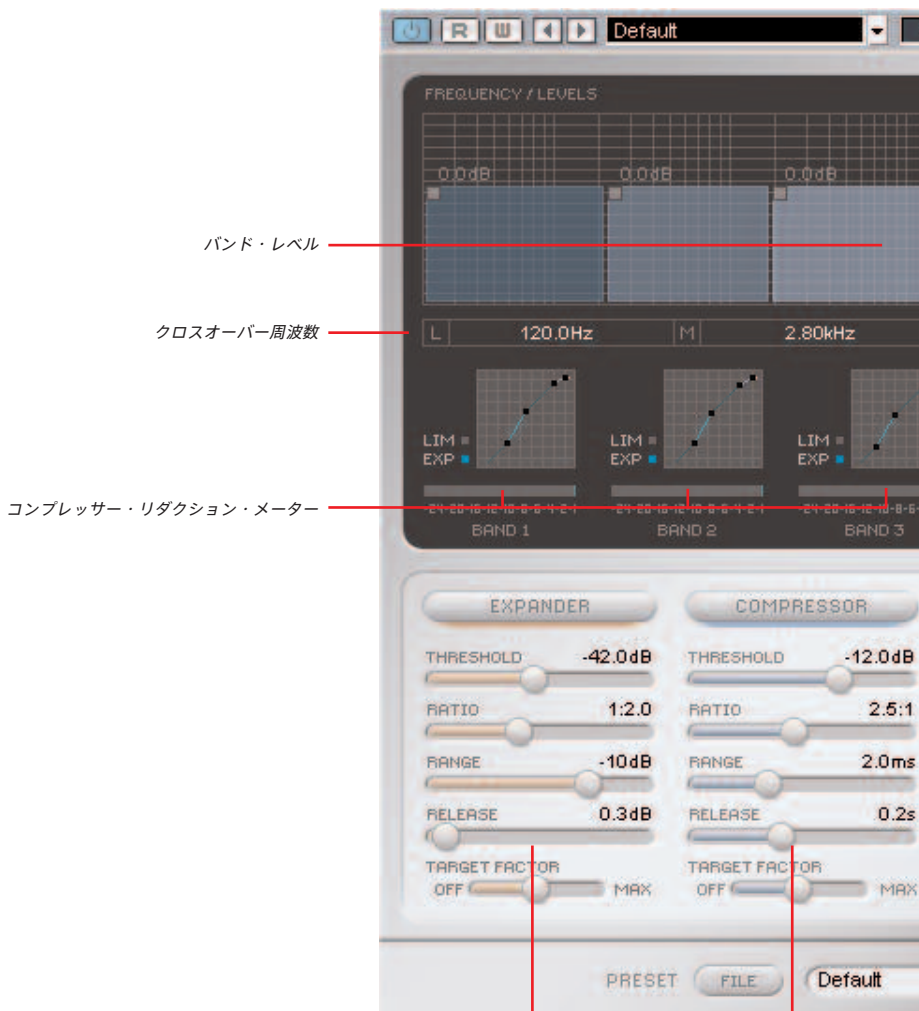 R W Default
FREQUENCY / LEVELS
0.0dB 0.0dB 0.0dB
バンド・レベル
クロスオーバー周波数
L 120.0Hz M 2.80kHz
LIM LIM LIM
EXP EXP EXP
コンプレッサー・リダクション・メーター
BAND 1 BAND 2 BAND 3
EXPANDER COMPRESSOR
THRESHOLD -42.0dB THRESHOLD -12.0dB
RATIO 1:2.0 RATIO 2.5:1
RANGE -10dB RANGE 2.0ms
RELEASE 0.3dB RELEASE 0.2s
TARGET FACTOR TARGET FACTOR
OFF MAX OFF MAX
PRESET FILE Default